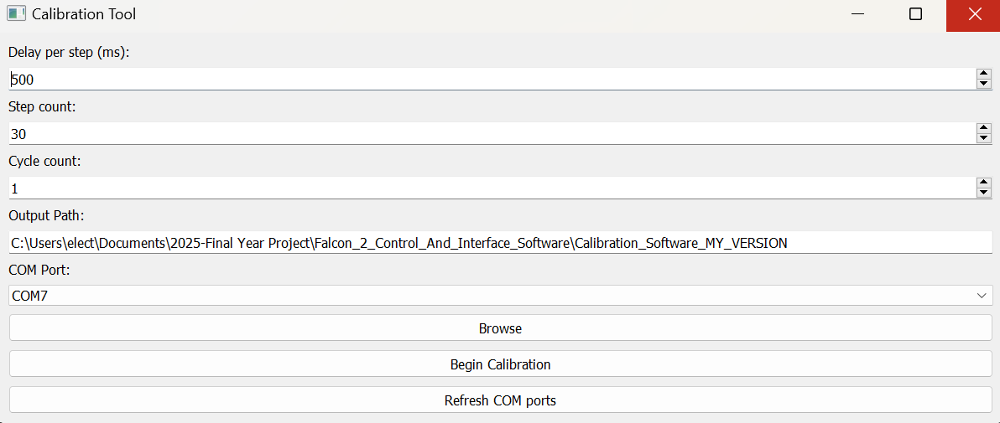 Calibration Tool
Delay per step (ms):
500
Step count:
30
Cycle count:
1
Output Path:
C:\Users\elect\Documents\2025-Final Year Project\Falcon_2_Control_And_Interface_Software\Calibration_Software_MY_VERSION
COM Port:
COM7
Browse
Begin Calibration
Refresh COM ports